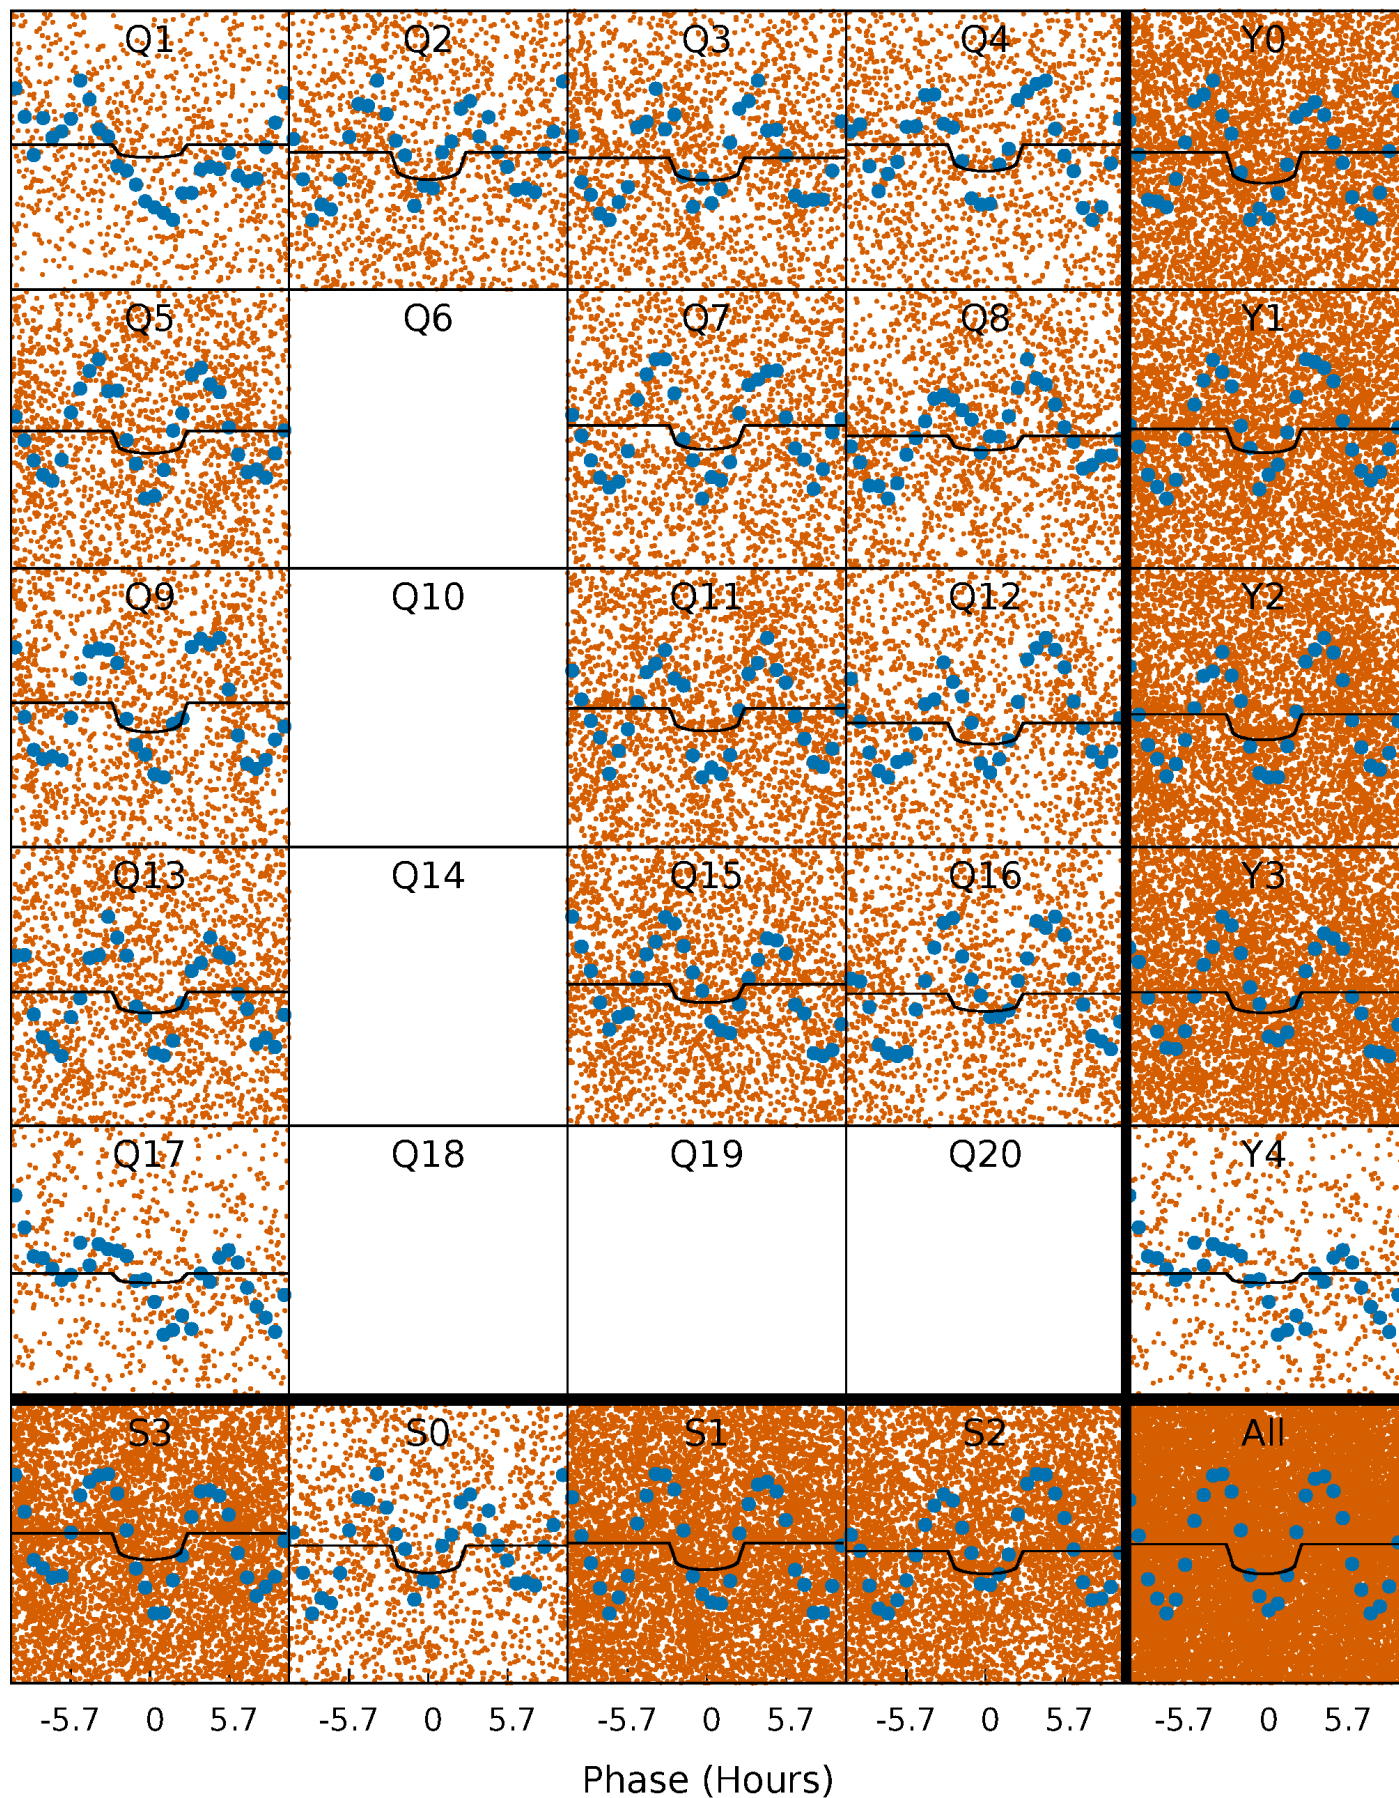 Q1 Q2 Q3 Q4 Y0
Q5 Q6 Q7 Q8 Y1
Q9 Q10 Q11 Q12 Y2
Q13 Q14 Q15 Q16 Y3
Q17 Q18 Q19 Q20 Y4
S3 S0 S1 S2 All
-5.7 0 5.7 -5.7 0 5.7 -5.7 0 5.7 -5.7 0 5.7 -5.7 0 5.7
Phase (Hours)